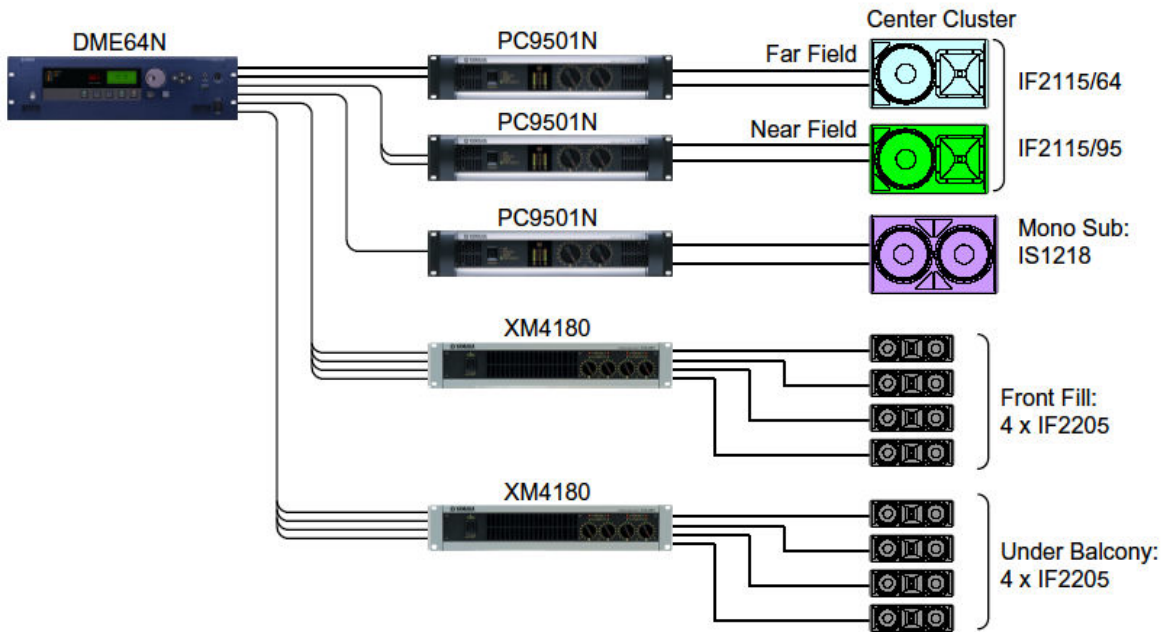 Center Cluster
DME64N
PC9501N
Far Field
IF2115/64
PC9501N
Near Field
IF2115/95
PC9501N
Mono Sub:
IS1218
XM4180
Front Fill:
4 x IF2205
XM4180
Under Balcony:
4 x IF2205